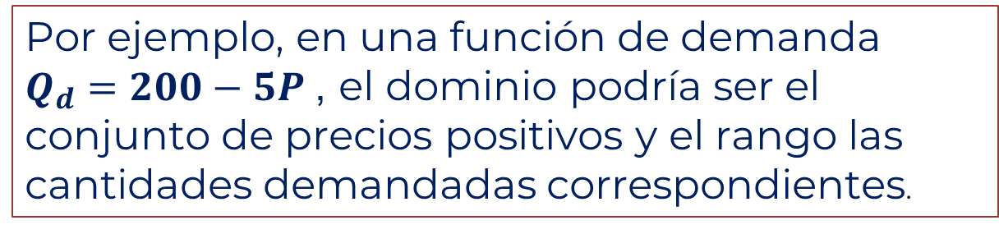 Por ejemplo, en una función de demanda
𝑸𝒅 = 𝟐𝟎𝟎 − 𝟓𝑷 , el dominio podría ser el
conjunto de precios positivos y el rango las
cantidades demandadas correspondientes.